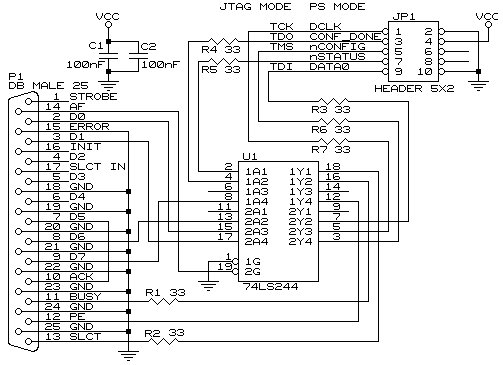 JTAG MODE PS MODE
VCC
VCC
JP1
TCK DCLK 1 2
TDO CONF_DONE 3 4
TMS nCONFIG 5 6
nSTATUS 7 8
TDI DATA0 9 10
HEADER 5X2
C1 C2
100nF 100nF
R4 33
R5 33
R3 33
R6 33
R7 33
P1
DB MALE 25
1 STROBE
14 AF
2 D0
15 ERROR
3 D1
16 INIT
4 D2
17 SLCT IN
5 D3
18 GND
6 D4
19 GND
7 D5
20 GND
8 D6
21 GND
9 D7
22 GND
10 ACK
23 GND
11 BUSY
24 GND
12 PE
25 GND
13 SLCT
R1 33
R2 33
U1
2 1A1 1Y1 18
4 1A2 1Y2 16
6 1A3 1Y3 14
8 1A4 1Y4 12
11 2A1 2Y1 9
13 2A2 2Y2 7
15 2A3 2Y3 5
17 2A4 2Y4 3
1 1G
19 2G
74LS244